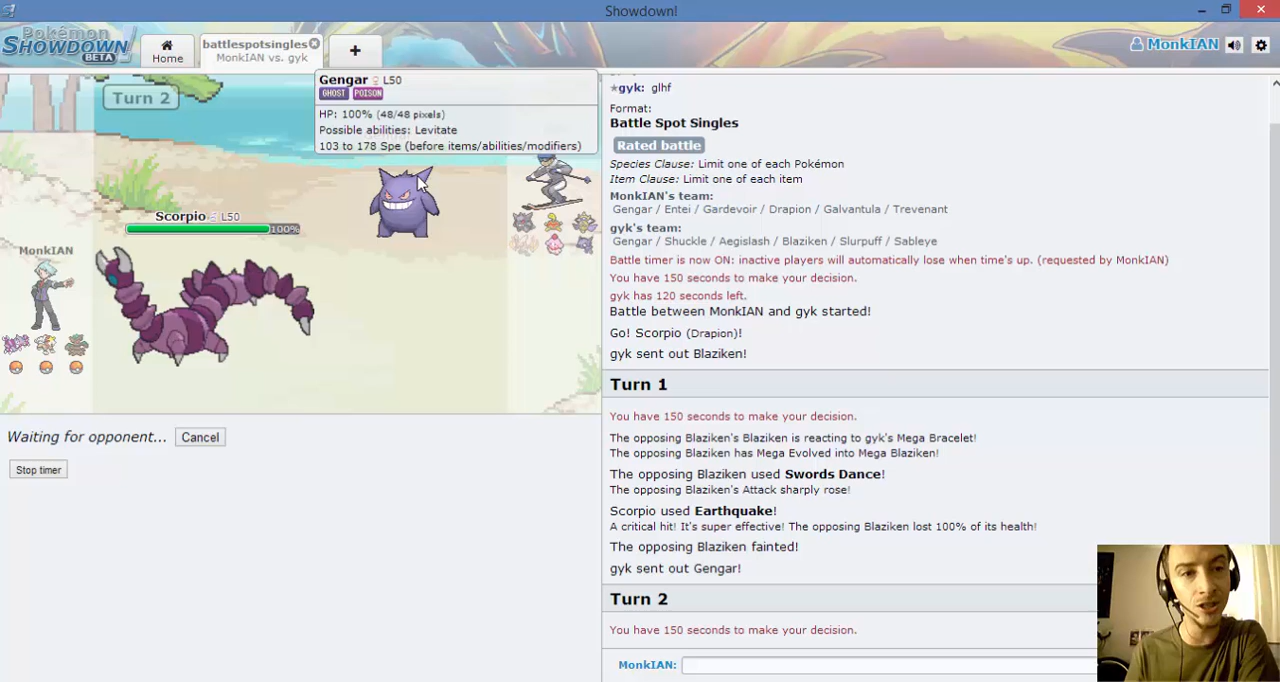 Showdown!
Pokémon
SHOWDOWN
BETA
Home
battlespotsingles
MonkIAN vs. gyk
+
MonkIAN
Turn 2
Gengar ♀ L50
GHOST POISON
HP: 100% (48/48 pixels)
Possible abilities: Levitate
103 to 178 Spe (before items/abilities/modifiers)
Scorpio L50
100%
MonkIAN
Waiting for opponent... Cancel
Stop timer
★gyk: glhf
Format:
Battle Spot Singles
Rated battle
Species Clause: Limit one of each Pokémon
Item Clause: Limit one of each item
MonkIAN's team:
Gengar / Entei / Gardevoir / Drapion / Galvantula / Trevenant
gyk's team:
Gengar / Shuckle / Aegislash / Blaziken / Slurpuff / Sableye
Battle timer is now ON: inactive players will automatically lose when time's up. (requested by MonkIAN)
You have 150 seconds to make your decision.
gyk has 120 seconds left.
Battle between MonkIAN and gyk started!
Go! Scorpio (Drapion)!
gyk sent out Blaziken!
Turn 1
You have 150 seconds to make your decision.
The opposing Blaziken's Blaziken is reacting to gyk's Mega Bracelet!
The opposing Blaziken has Mega Evolved into Mega Blaziken!
The opposing Blaziken used Swords Dance!
The opposing Blaziken's Attack sharply rose!
Scorpio used Earthquake!
A critical hit! It's super effective! The opposing Blaziken lost 100% of its health!
The opposing Blaziken fainted!
gyk sent out Gengar!
Turn 2
You have 150 seconds to make your decision.
MonkIAN: